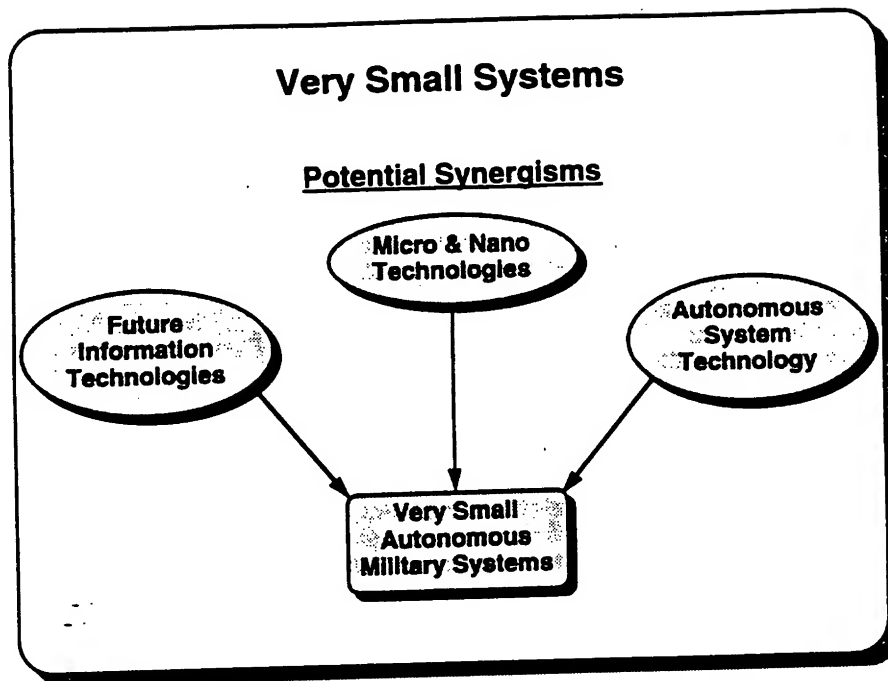 Very Small Systems
Potential Synergisms
Micro & Nano
Technologies
Future
Information
Technologies
Autonomous
System
Technology
Very Small
Autonomous
Military Systems